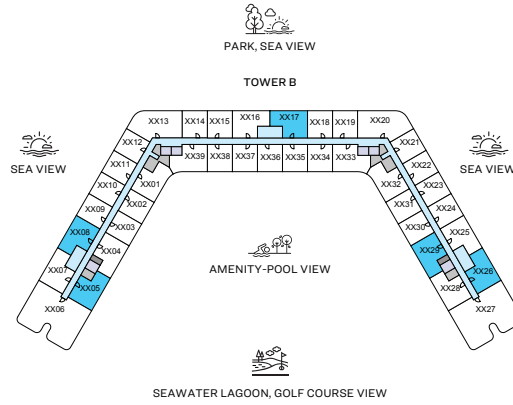 PARK, SEA VIEW
TOWER B
XX13
XX14
XX15
XX16
XX17
XX18
XX19
XX20
XX12
XX39
XX38
XX37
XX36
XX35
XX34
XX33
XX21
SEA VIEW
XX11
XX01
XX32
XX22
SEA VIEW
XX10
XX02
XX31
XX23
XX09
XX03
XX30
XX24
XX08
XX04
XX29
XX25
XX07
XX05
XX28
XX26
XX06
XX27
AMENITY-POOL VIEW
SEAWATER LAGOON, GOLF COURSE VIEW